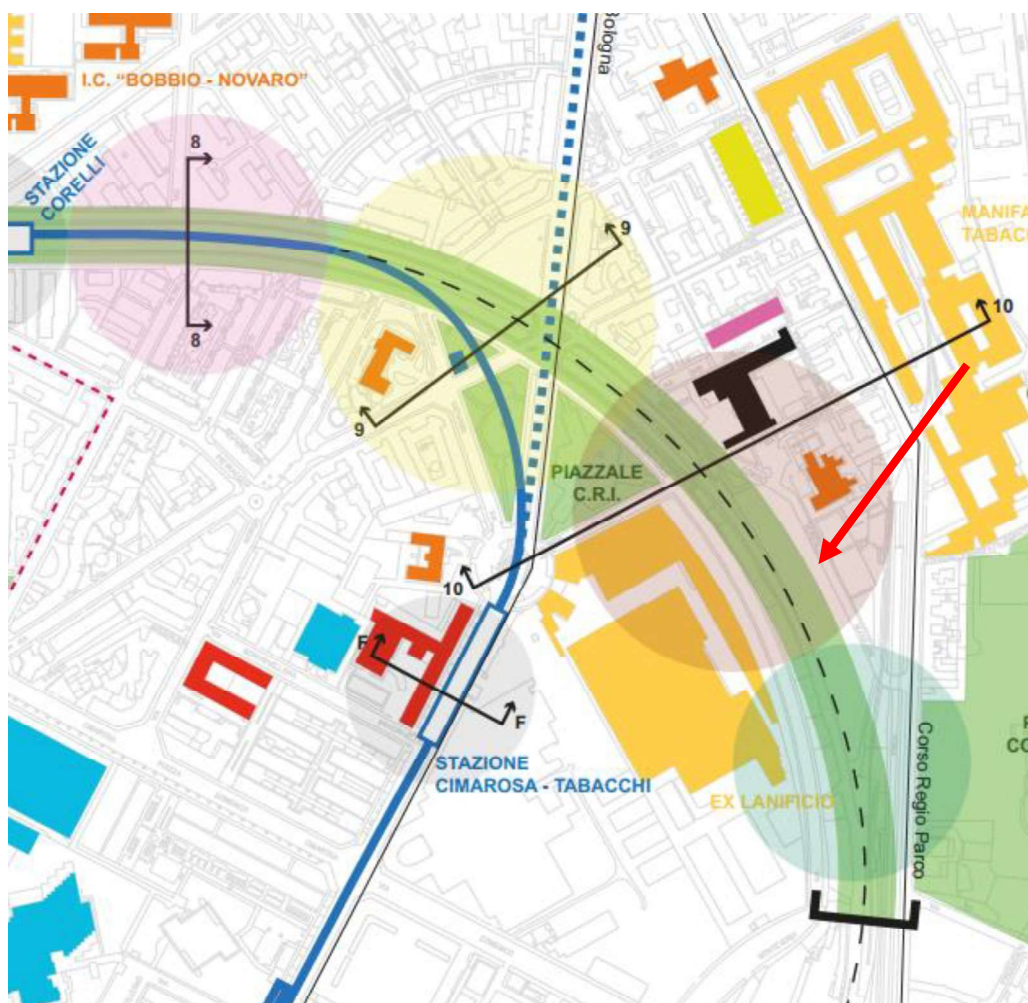 Bologna
I.C. "BOBBIO - NOVARO"
8
STAZIONE
CORELLI
9
TABACC
10
8
9
PIAZZALE
C.R.I.
10
F
F
STAZIONE
CIMAROSA - TABACCHI
EX LANIFICIO
Corso Regio Parco